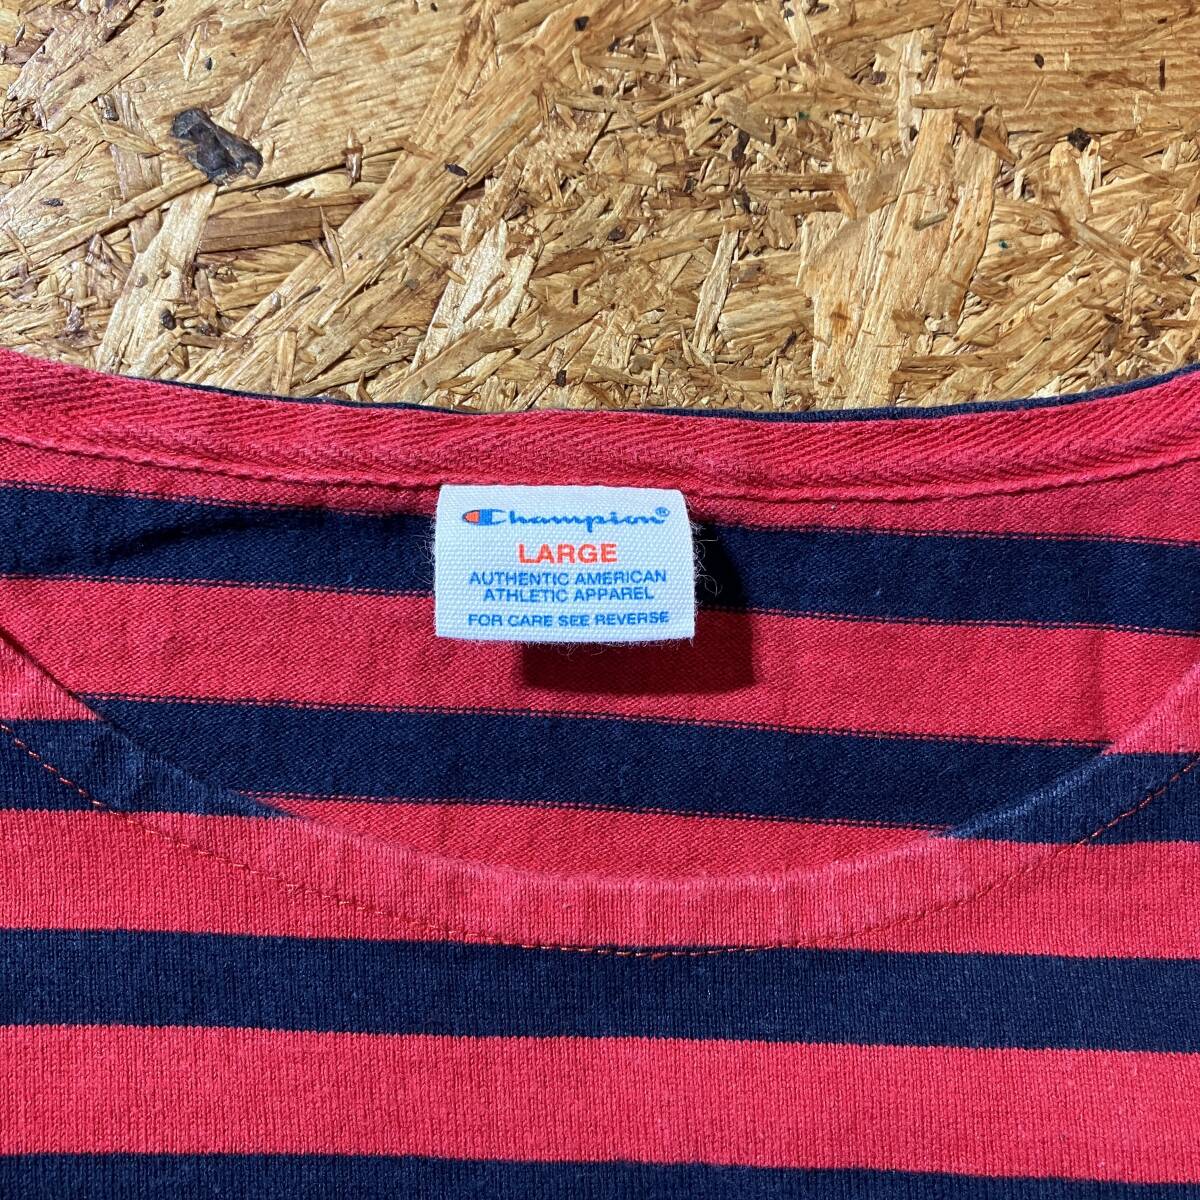 Champion®
LARGE
AUTHENTIC AMERICAN
ATHLETIC APPAREL
FOR CARE SEE REVERSE